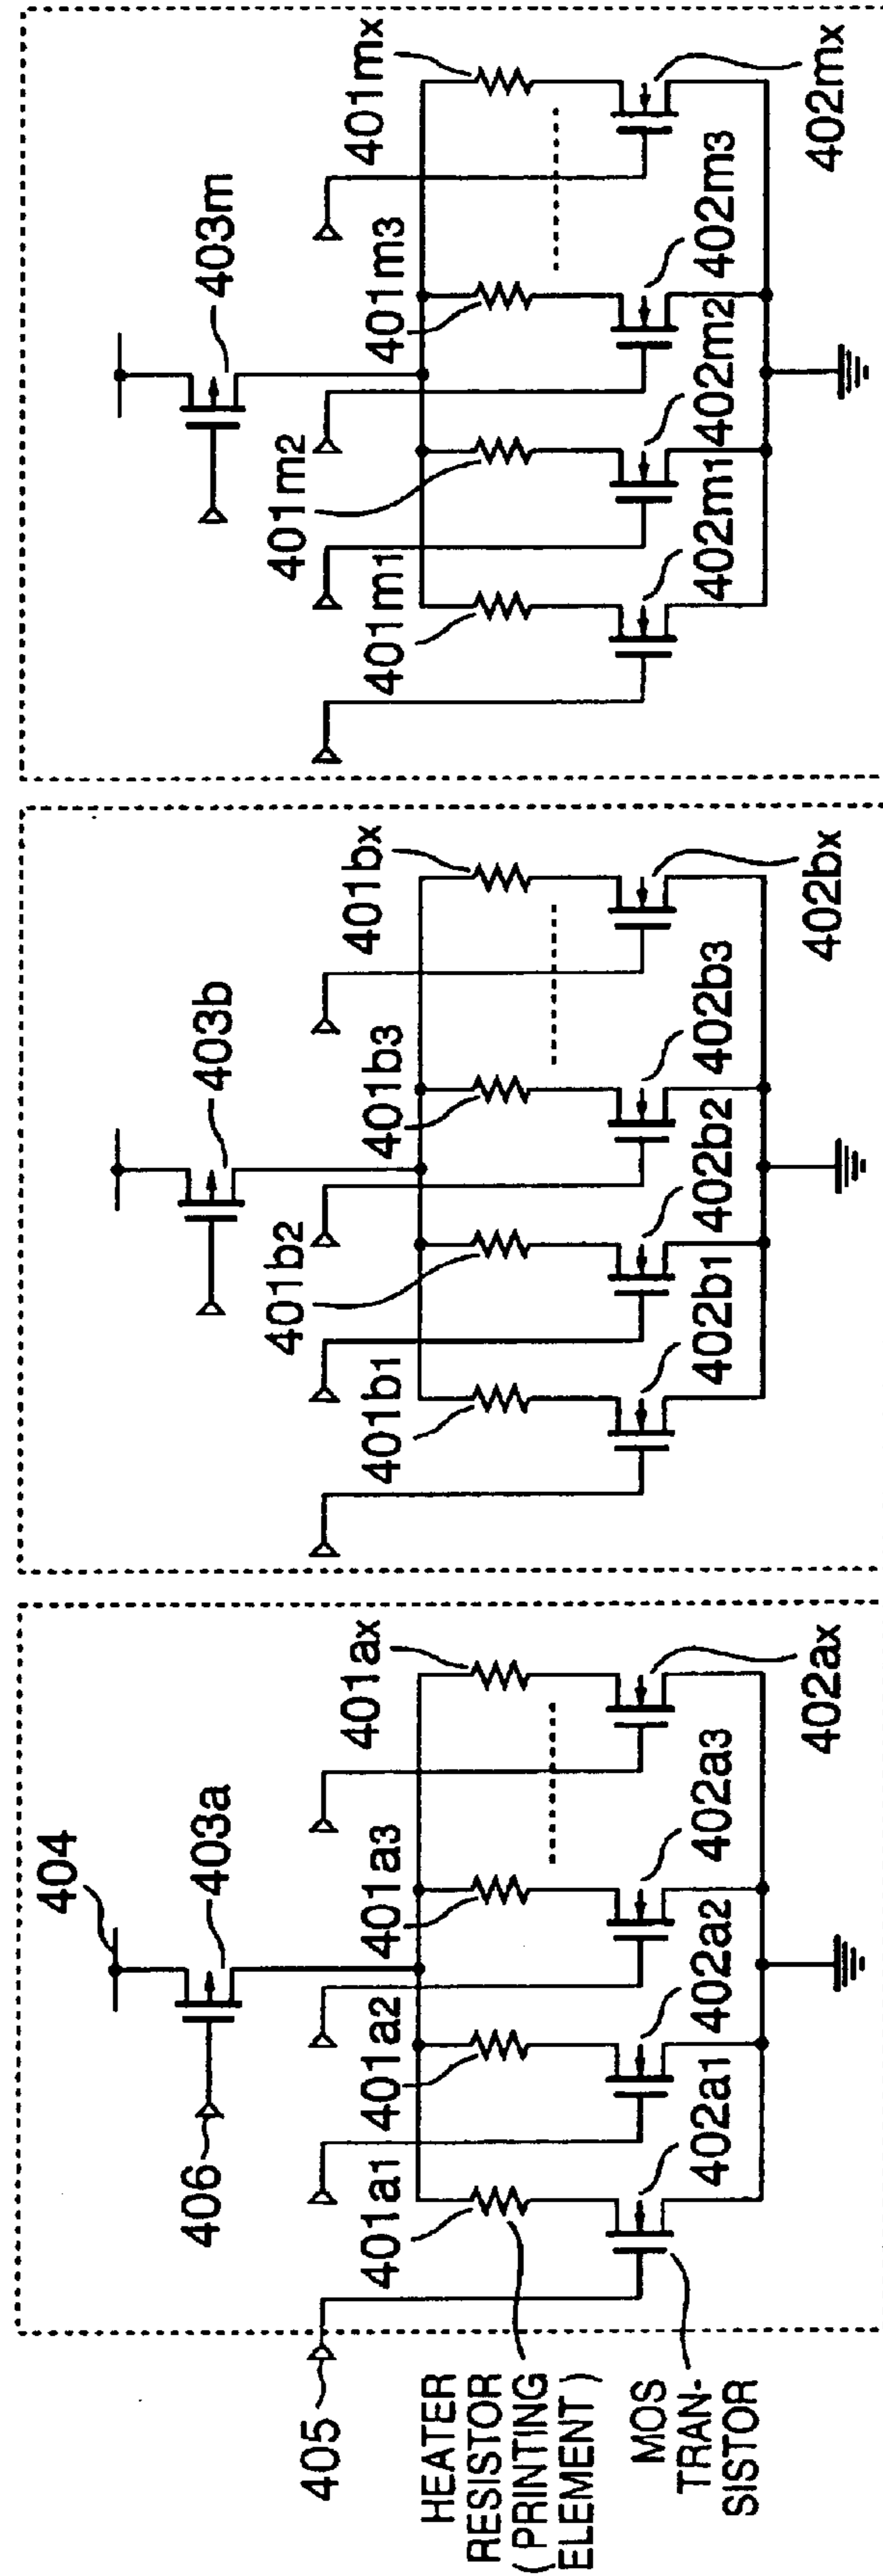 404
406
403a
401a1
401a2
401a3
401ax
405
HEATER
RESISTOR
(PRINTING
ELEMENT)
MOS
TRAN-
SISTOR
402a1
402a2
402a3
402ax
403b
401b1
401b2
401b3
401bx
402b1
402b2
402b3
402bx
403m
401m1
401m2
401m3
401mx
402m1
402m2
402m3
402mx